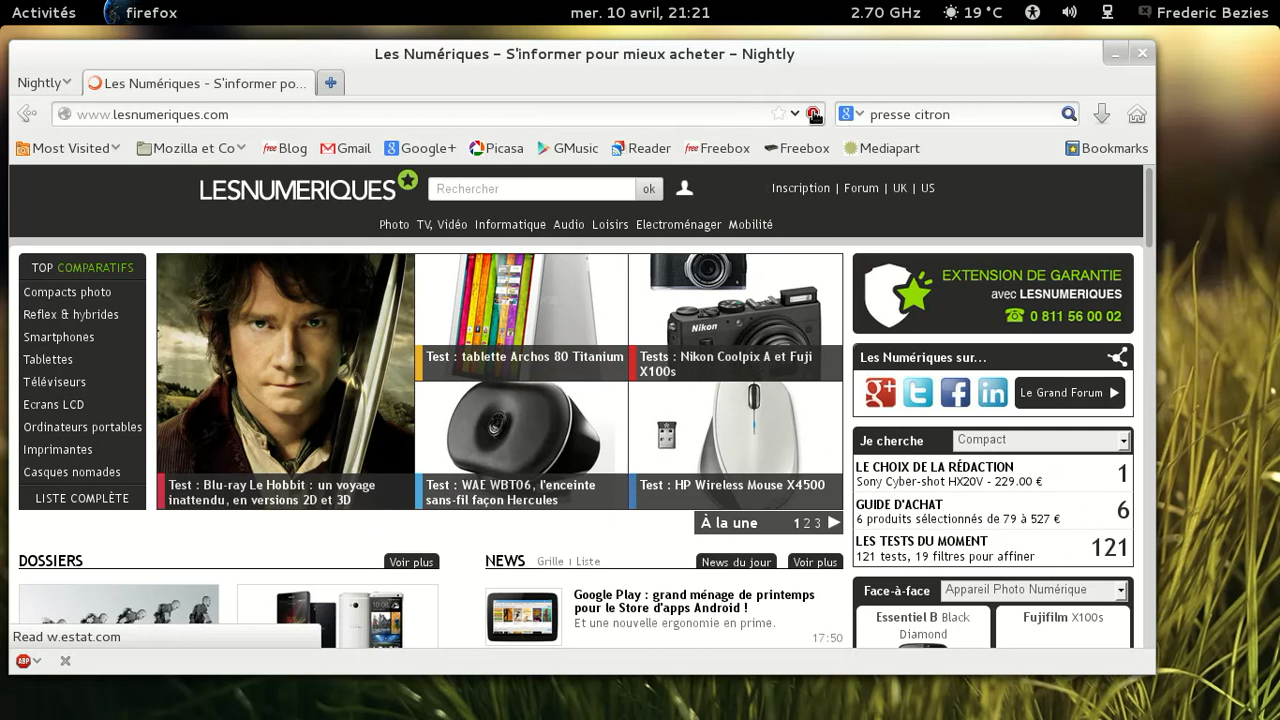 Activités firefox mer. 10 avril, 21:21 2.70 GHz 19 °C Frederic Bezies
Les Numériques - S'informer pour mieux acheter - Nightly
Nightly Les Numériques - S'informer po...
www.lesnumeriques.com presse citron
Most Visited Mozilla et Co free Blog Gmail Google+ Picasa GMusic Reader free Freebox Freebox Mediapart Bookmarks
LESNUMERIQUES Rechercher ok Inscription | Forum | UK | US
Photo TV, Vidéo Informatique Audio Loisirs Electroménager Mobilité
TOP COMPARATIFS
Compacts photo
Reflex & hybrides
Smartphones
Tablettes
Téléviseurs
Ecrans LCD
Ordinateurs portables
Imprimantes
Casques nomades
LISTE COMPLÈTE
Test : tablette Archos 80 Titanium
Nikon
Tests : Nikon Coolpix A et Fuji
X100s
Test : Blu-ray Le Hobbit : un voyage
inattendu, en versions 2D et 3D
Test : WAE WBT06, l'enceinte
sans-fil façon Hercules
Test : HP Wireless Mouse X4500
À la une 1 2 3
EXTENSION DE GARANTIE
avec LESNUMERIQUES
0 811 56 00 02
Les Numériques sur...
Le Grand Forum
Je cherche Compact
LE CHOIX DE LA RÉDACTION
Sony Cyber-shot HX20V - 229.00 €
1
GUIDE D'ACHAT
6 produits sélectionnés de 79 à 527 €
6
LES TESTS DU MOMENT
121 tests, 19 filtres pour affiner
121
Face-à-face Appareil Photo Numérique
Essentiel B Black
Diamond
Fujifilm X100s
DOSSIERS Voir plus
NEWS Grille | Liste News du jour Voir plus
Google Play : grand ménage de printemps
pour le Store d'apps Android !
Et une nouvelle ergonomie en prime.
17:50
Read w.estat.com
ABP